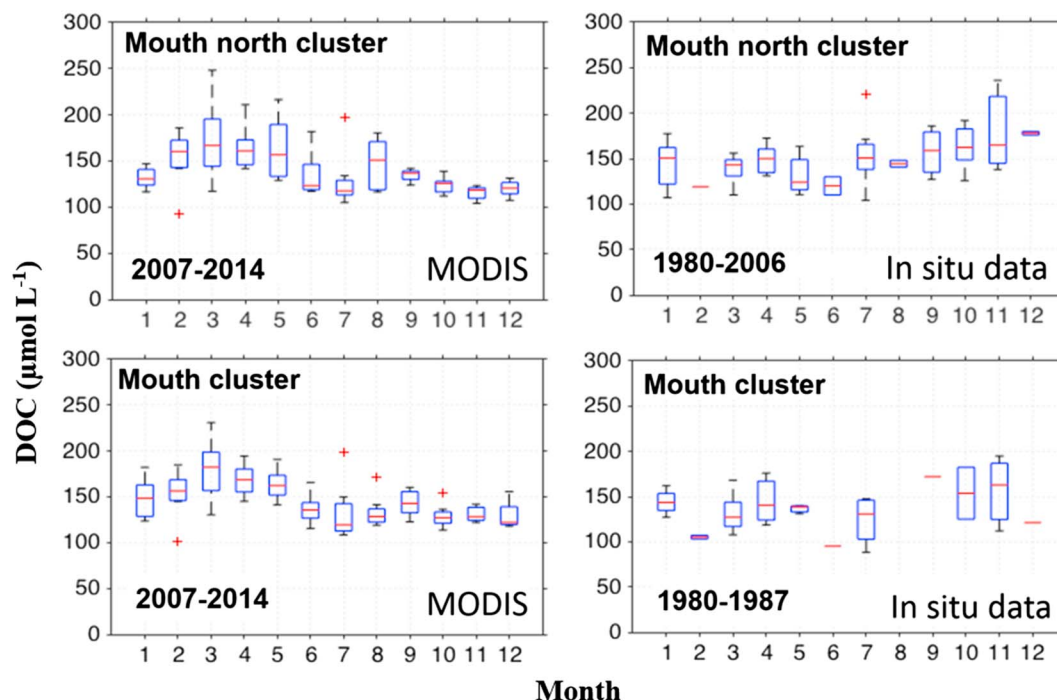 Mouth north cluster
300
250
200
150
100
50
0
2007-2014 MODIS
1 2 3 4 5 6 7 8 9 10 11 12
Mouth north cluster
300
250
200
150
100
50
0
1980-2006 In situ data
1 2 3 4 5 6 7 8 9 10 11 12
DOC (µmol L-1)
Mouth cluster
300
250
200
150
100
50
0
2007-2014 MODIS
1 2 3 4 5 6 7 8 9 10 11 12
Mouth cluster
300
250
200
150
100
50
0
1980-1987 In situ data
1 2 3 4 5 6 7 8 9 10 11 12
Month